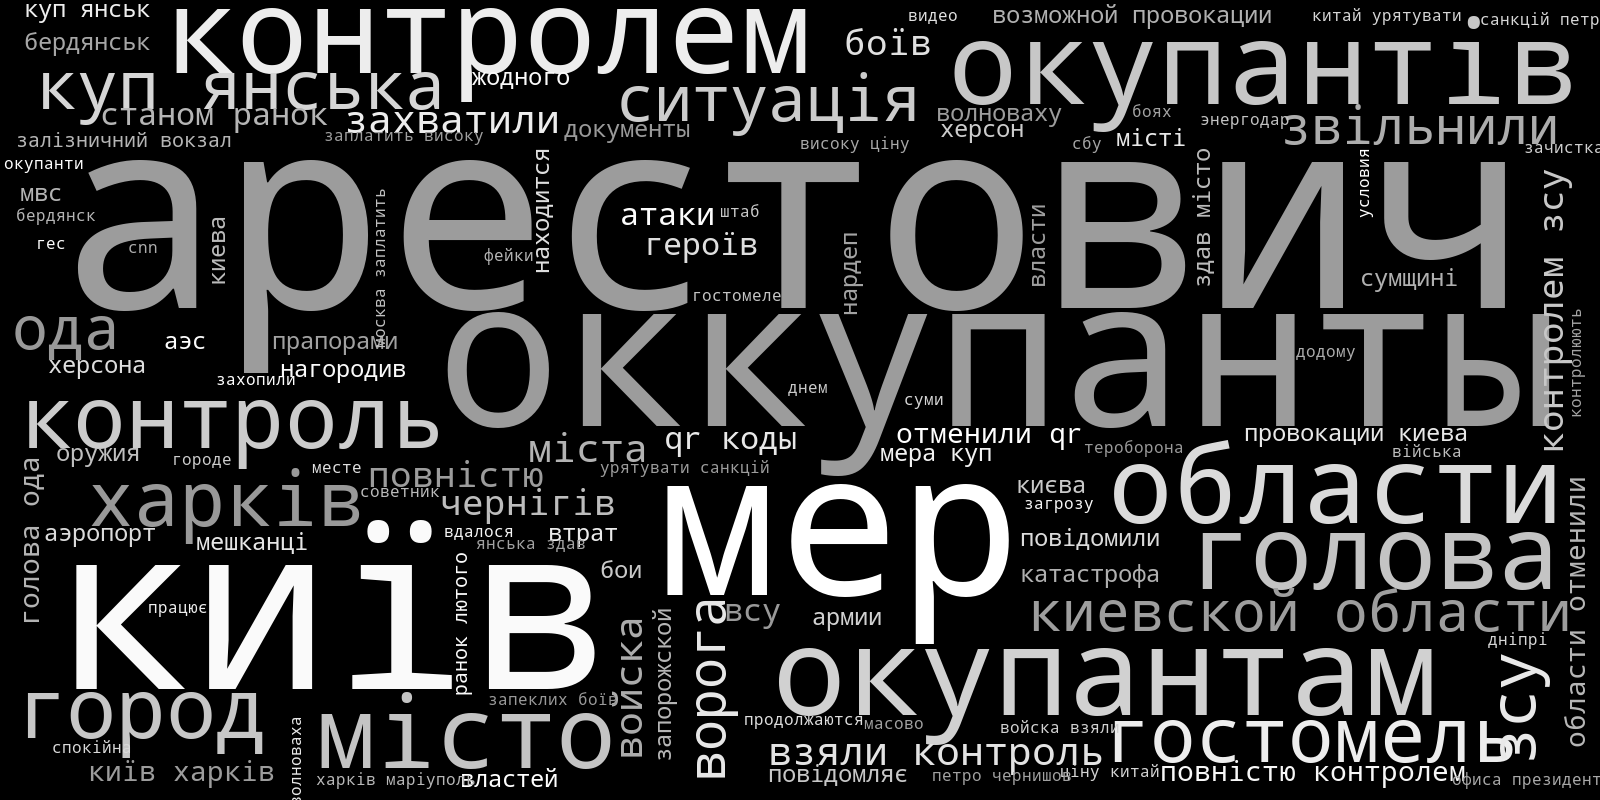 куп янськ
контролем
видео
возможной провокации
китай урятувати
санкцій петр
бердянськ
боїв
окупантів
куп янська
жодного
ситуація
станом ранок
захватили
документы
волноваху
боях
энергодар
звільнили
залізничний вокзал
заплатить високу
високу ціну
херсон
сбу
місті
зачистка
окупанти
арестович
мвс
бердянск
гес
cnn
киева
москва заплатить
фейки
находится
атаки
штаб
героїв
гостомеле
нардеп
власти
здав місто
условия
сумщині
контролем зсу
ода
аэс
прапорами
херсона
захопили
нагородив
оккупанты
днем
суми
додому
контролюють
контроль
оружия
городе
міста
qr коды
отменили qr
мера куп
тероборона
провокации киева
війська
голова ода
харків
месте
повністю
урятувати санкцій
советник
чернігів
мер
києва
загрозу
области
аэропорт
мешканці
вдалося
янська здав
втрат
повідомили
голова
київ
працює
ранок лютого
бои
катастрофа
области отменили
войска
запорожской
ворога
всу
армии
киевской области
дніпрі
город
місто
запеклих боїв
окупантам
зсу
спокійна
київ харків
волноваха
харків маріуполь
властей
продолжаются
масово
войска взяли
гостомель
взяли контроль
повідомляє
петро чернишов
ціну китай
повністю контролем
офиса президент